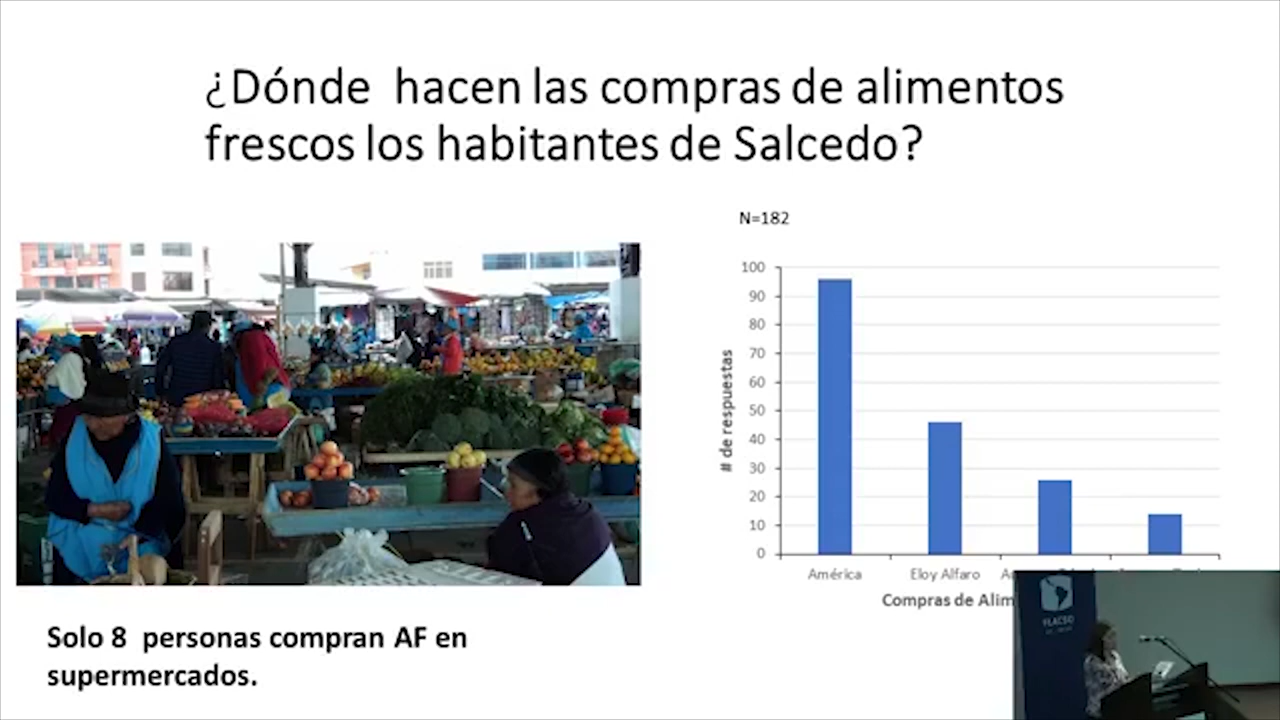 ¿Dónde hacen las compras de alimentos
frescos los habitantes de Salcedo?
N=182
100
90
80
70
60
50
40
30
20
10
0
# de respuestas
América
Eloy Alfaro
Compras de
FLACSO
Solo 8 personas compran AF en
supermercados.